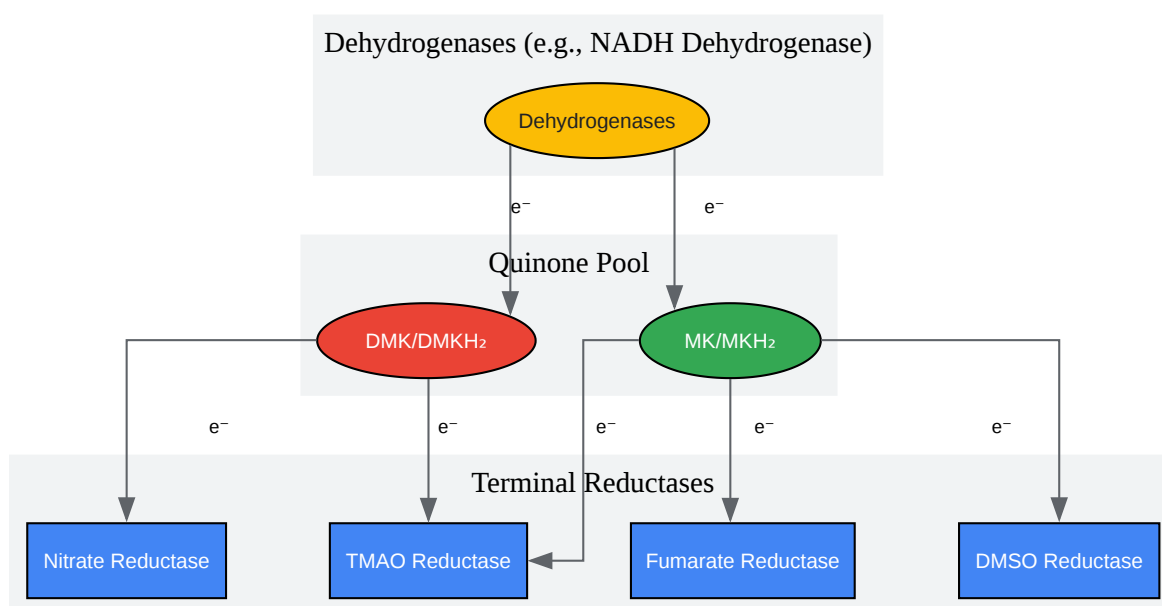 Dehydrogenases (e.g., NADH Dehydrogenase)
Dehydrogenases
e⁻
e⁻
Quinone Pool
DMK/DMKH₂
MK/MKH₂
e⁻
e⁻
e⁻
e⁻
e⁻
Terminal Reductases
Nitrate Reductase
TMAO Reductase
Fumarate Reductase
DMSO Reductase